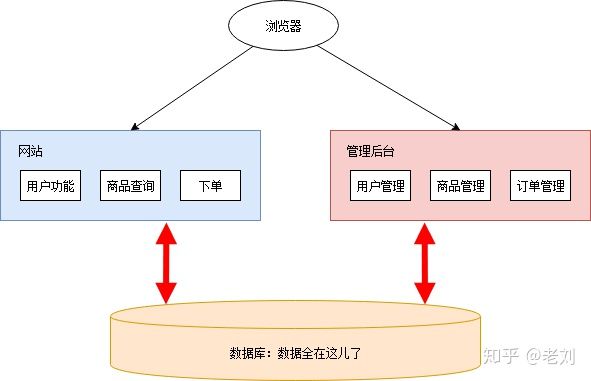 浏览器
网站
用户功能
商品查询
下单
管理后台
用户管理
商品管理
订单管理
数据库：数据全在这儿了
知乎 @老刘